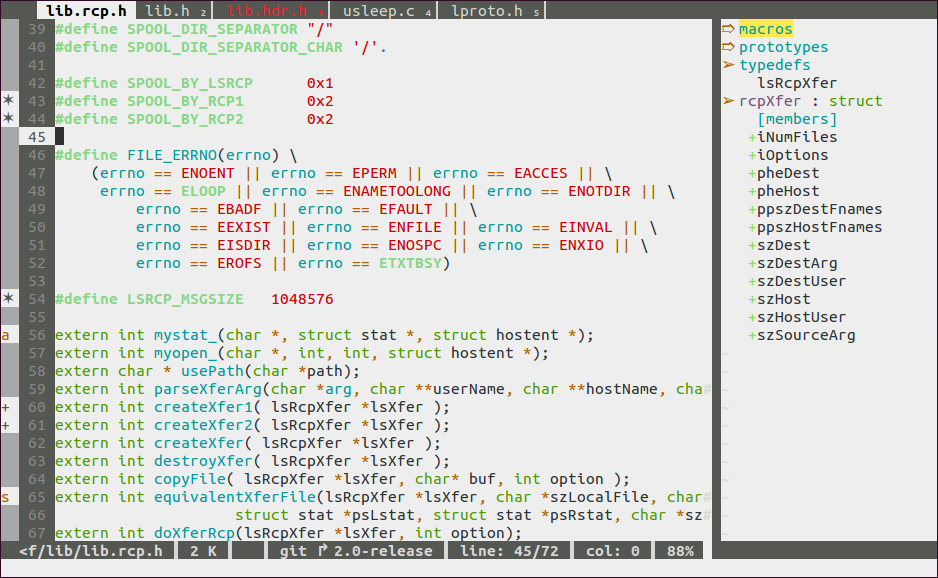 lib.rcp.h lib.h 2 lib.hdr.h 3 usleep.c 4 lproto.h 5
39 #define SPOOL_DIR_SEPARATOR "/"
40 #define SPOOL_DIR_SEPARATOR_CHAR '/'.
41
42 #define SPOOL_BY_LSRCP      0x1
* 43 #define SPOOL_BY_RCP1       0x2
* 44 #define SPOOL_BY_RCP2       0x2
45
46 #define FILE_ERRNO(errno) \
47     (errno == ENOENT || errno == EPERM || errno == EACCES || \
48      errno == ELOOP || errno == ENAMETOOLONG || errno == ENOTDIR || \
49          errno == EBADF || errno == EFAULT || \
50          errno == EEXIST || errno == ENFILE || errno == EINVAL || \
51          errno == EISDIR || errno == ENOSPC || errno == ENXIO || \
52          errno == EROFS || errno == ETXTBSY)
53
* 54 #define LSRCP_MSGSIZE   1048576
55
a 56 extern int mystat_(char *, struct stat *, struct hostent *);
57 extern int myopen_(char *, int, int, struct hostent *);
58 extern char * usePath(char *path);
59 extern int parseXferArg(char *arg, char **userName, char **hostName, cha#
+ 60 extern int createXfer1( lsRcpXfer *lsXfer );
+ 61 extern int createXfer2( lsRcpXfer *lsXfer );
62 extern int createXfer( lsRcpXfer *lsXfer );
63 extern int destroyXfer( lsRcpXfer *lsXfer );
64 extern int copyFile( lsRcpXfer *lsXfer, char* buf, int option );
s 65 extern int equivalentXferFile(lsRcpXfer *lsXfer, char *szLocalFile, char#
66                     struct stat *psLstat, struct stat *psRstat, char *sz#
67 extern int doXferRcp(lsRcpXfer *lsXfer, int option);
<f/lib/lib.rcp.h 2 K git ↱ 2.0-release line: 45/72 col: 0 88%
⇨ macros
⇨ prototypes
➢ typedefs
lsRcpXfer
➢ rcpXfer : struct
[members]
+iNumFiles
+iOptions
+pheDest
+pheHost
+ppszDestFnames
+ppszHostFnames
+szDest
+szDestArg
+szDestUser
+szHost
+szHostUser
+szSourceArg
~
~
~
~
~
~
~
~
~
~
~